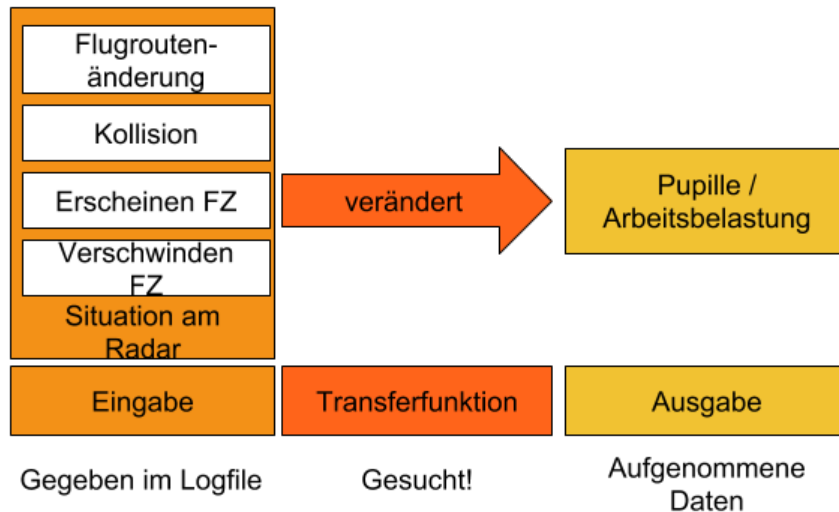 Flugrouten-
änderung
Kollision
Erscheinen FZ
Verschwinden
FZ
Situation am
Radar
verändert
Pupille /
Arbeitsbelastung
Eingabe
Transferfunktion
Ausgabe
Gegeben im Logfile
Gesucht!
Aufgenommene
Daten